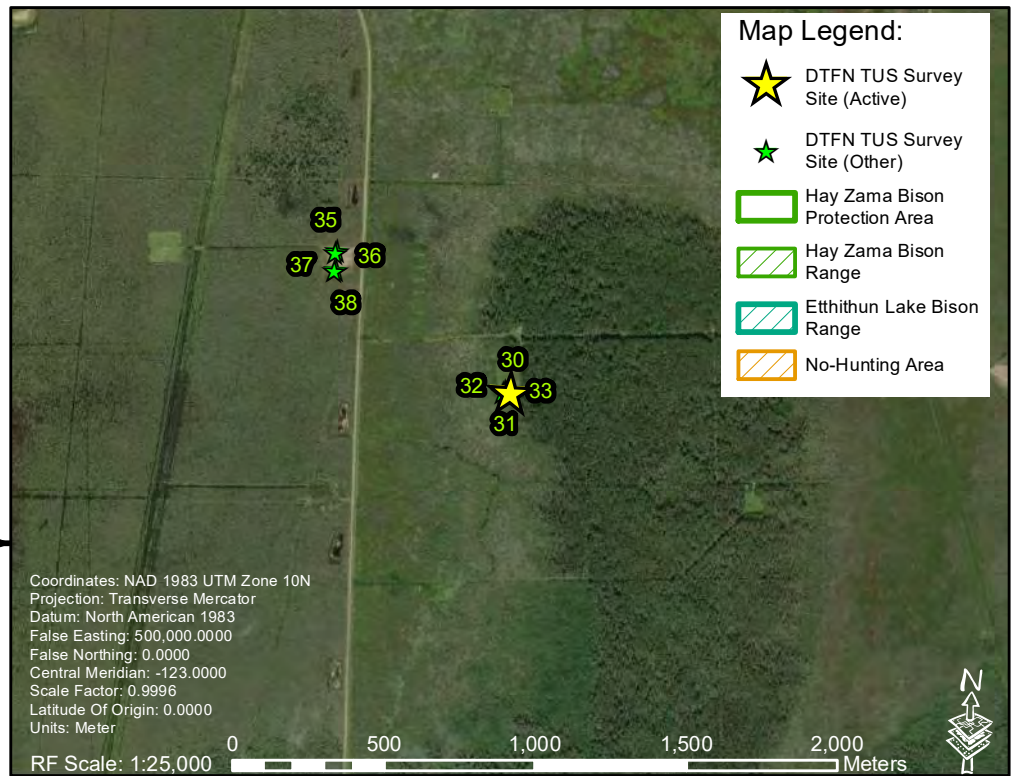 Map Legend:
DTFN TUS Survey
Site (Active)
DTFN TUS Survey
Site (Other)
Hay Zama Bison
Protection Area
Hay Zama Bison
Range
Etthithun Lake Bison
Range
No-Hunting Area
35
36
37
38
30
32
33
31
Coordinates: NAD 1983 UTM Zone 10N
Projection: Transverse Mercator
Datum: North American 1983
False Easting: 500,000.0000
False Northing: 0.0000
Central Meridian: -123.0000
Scale Factor: 0.9996
Latitude Of Origin: 0.0000
Units: Meter
RF Scale: 1:25,000
0 500 1,000 1,500 2,000
Meters
N